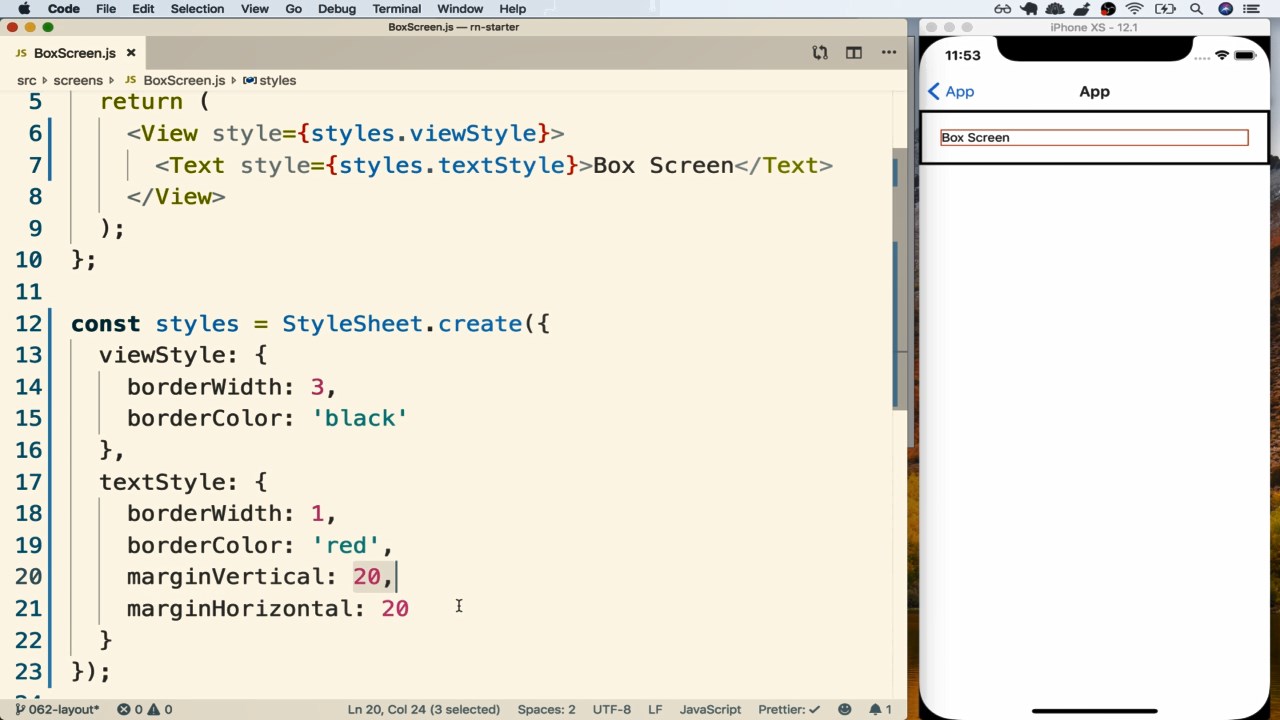 Code File Edit Selection View Go Debug Terminal Window Help
BoxScreen.js — rn-starter
JS BoxScreen.js ×
src › screens › JS BoxScreen.js › styles
5 return (
6 <View style={styles.viewStyle}>
7 <Text style={styles.textStyle}>Box Screen</Text>
8 </View>
9 );
10 };
11
12 const styles = StyleSheet.create({
13 viewStyle: {
14 borderWidth: 3,
15 borderColor: 'black'
16 },
17 textStyle: {
18 borderWidth: 1,
19 borderColor: 'red',
20 marginVertical: 20,
21 marginHorizontal: 20
22 }
23 });
062-layout* 0 0 Ln 20, Col 24 (3 selected) Spaces: 2 UTF-8 LF JavaScript Prettier: ✓ 1
iPhone XS - 12.1
11:53
App App
Box Screen